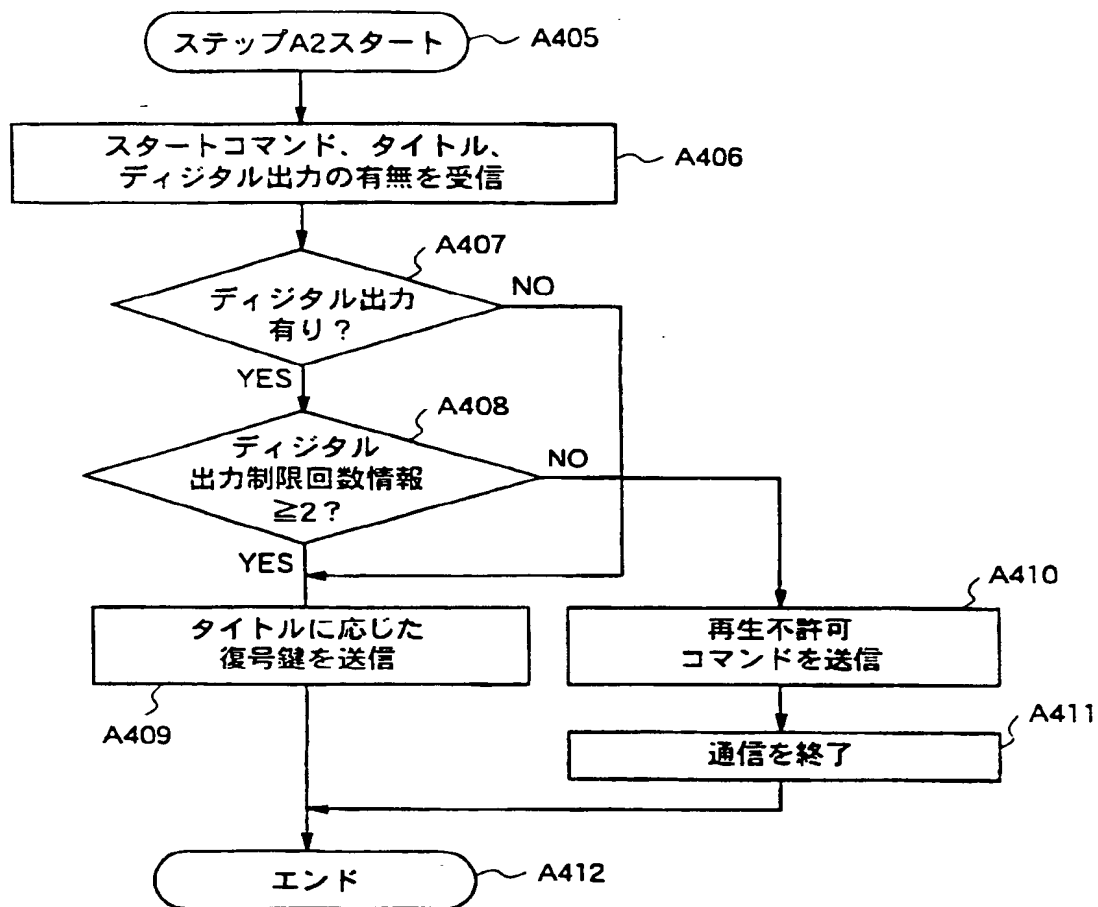 ステップA2スタート
A405
スタートコマンド、タイトル、
ディジタル出力の有無を受信
A406
A407
ディジタル出力
有り？
NO
YES
A408
ディジタル
出力制限回数情報
≧2？
NO
YES
タイトルに応じた
復号鍵を送信
A409
A410
再生不許可
コマンドを送信
A411
通信を終了
エンド
A412